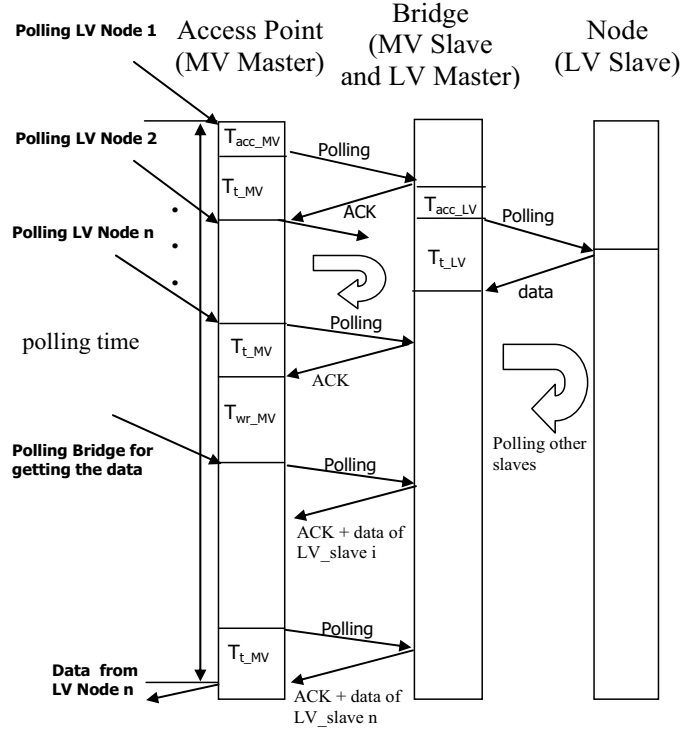 Polling LV Node 1
Access Point
(MV Master)
Bridge
(MV Slave
and LV Master)
Node
(LV Slave)
Polling LV Node 2
Tacc_MV
Polling
Tt_MV
ACK
Tacc_LV
Polling
Polling LV Node n
Tt_LV
data
polling time
Polling
Tt_MV
ACK
Twr_MV
Polling other
slaves
Polling Bridge for
getting the data
Polling
ACK + data of
LV_slave i
Polling
Tt_MV
Data from
LV Node n
ACK + data of
LV_slave n